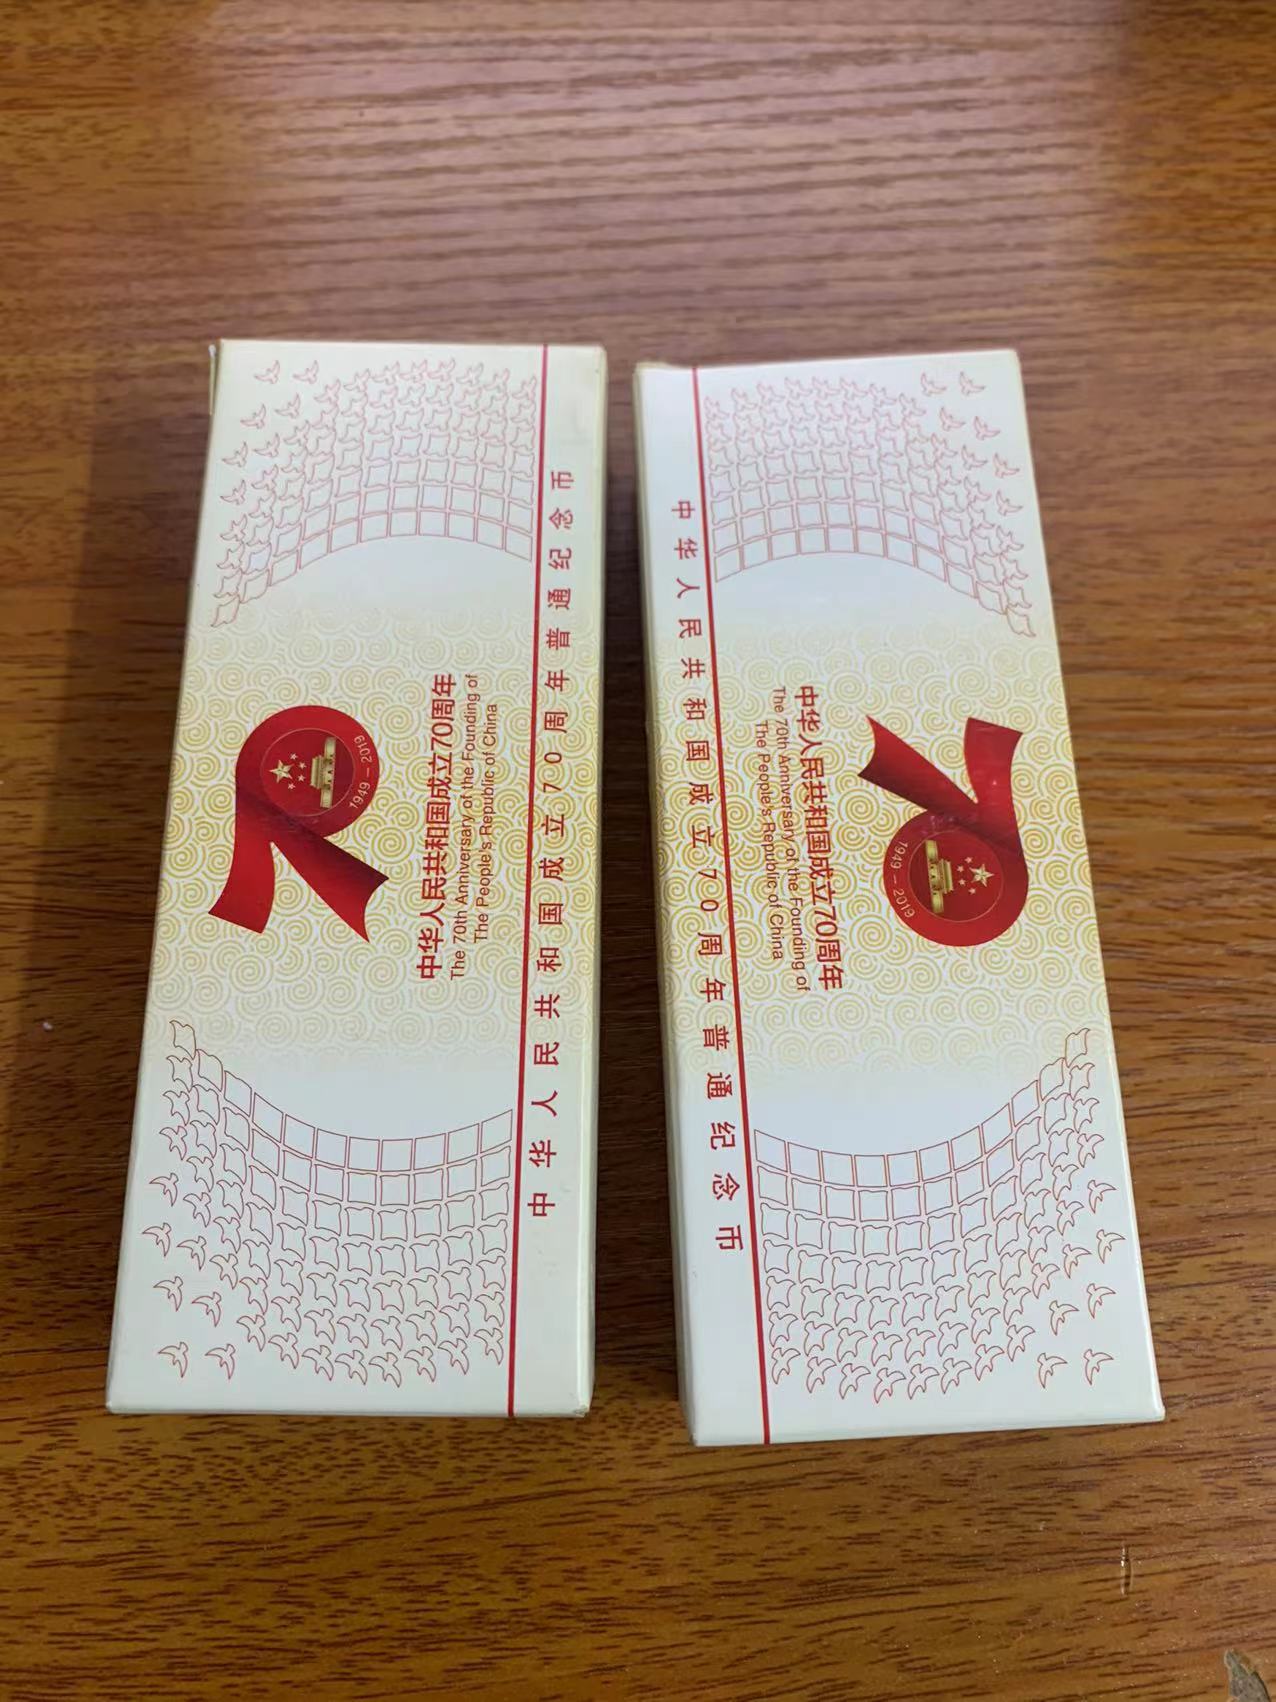 1949 – 2019
中华人民共和国成立70周年
The 70th Anniversary of the Founding of
The People's Republic of China
中华人民共和国成立70周年普通纪念币
1949 – 2019
中华人民共和国成立70周年
The 70th Anniversary of the Founding of
The People's Republic of China
中华人民共和国成立70周年普通纪念币